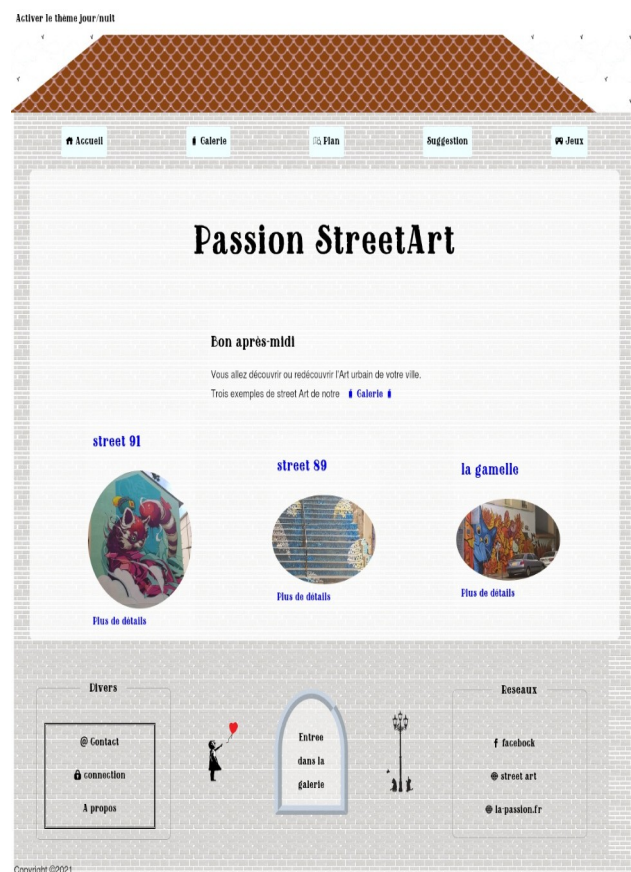 Activer le thème jour/nuit
Accueil
Galerie
Plan
Suggestion
Jeux
Passion StreetArt
Bon après-midi
Vous allez découvrir ou redécouvrir l'Art urbain de votre ville.
Trois exemples de street Art de notre Galerie
street 91
street 89
la gamelle
Plus de détails
Plus de détails
Plus de détails
Divers
@ Contact
connection
A propos
Entree
dans la
galerie
Reseaux
facebock
street art
la-passion.fr
Copyright ©2021